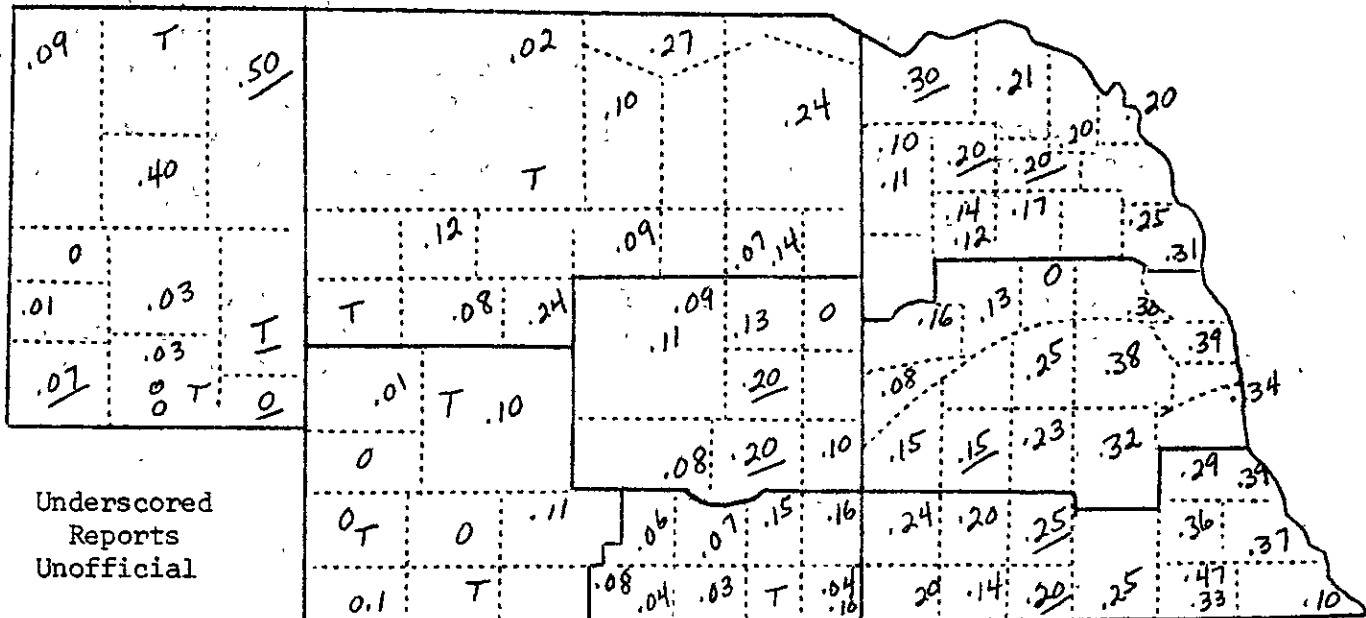 .09 T .50 .02 .27 .30 .21 .20
.10 .24 .20
.40 T .10 .20 .20
.11
.14 .17 .25
0 .12 .09 .07 .14 .12 .31
.01 .03 T .08 .24 .09 .13 0 .16 .13 0 .30
.03 T .11 .25 .38 .39
.07 0 T 0 .01 T .10 .20 .08 .34
0
0 .08 .20 .10 .15 .15 .23 .32
.29 .39
Underscored
Reports
Unofficial
0 T 0 .11 .06 .07 .15 .16 .24 .20 .25 .36 .37
0.1 T .08 .04 .03 T .04 20 .14 .20 .25 .47
.10 .33 .10